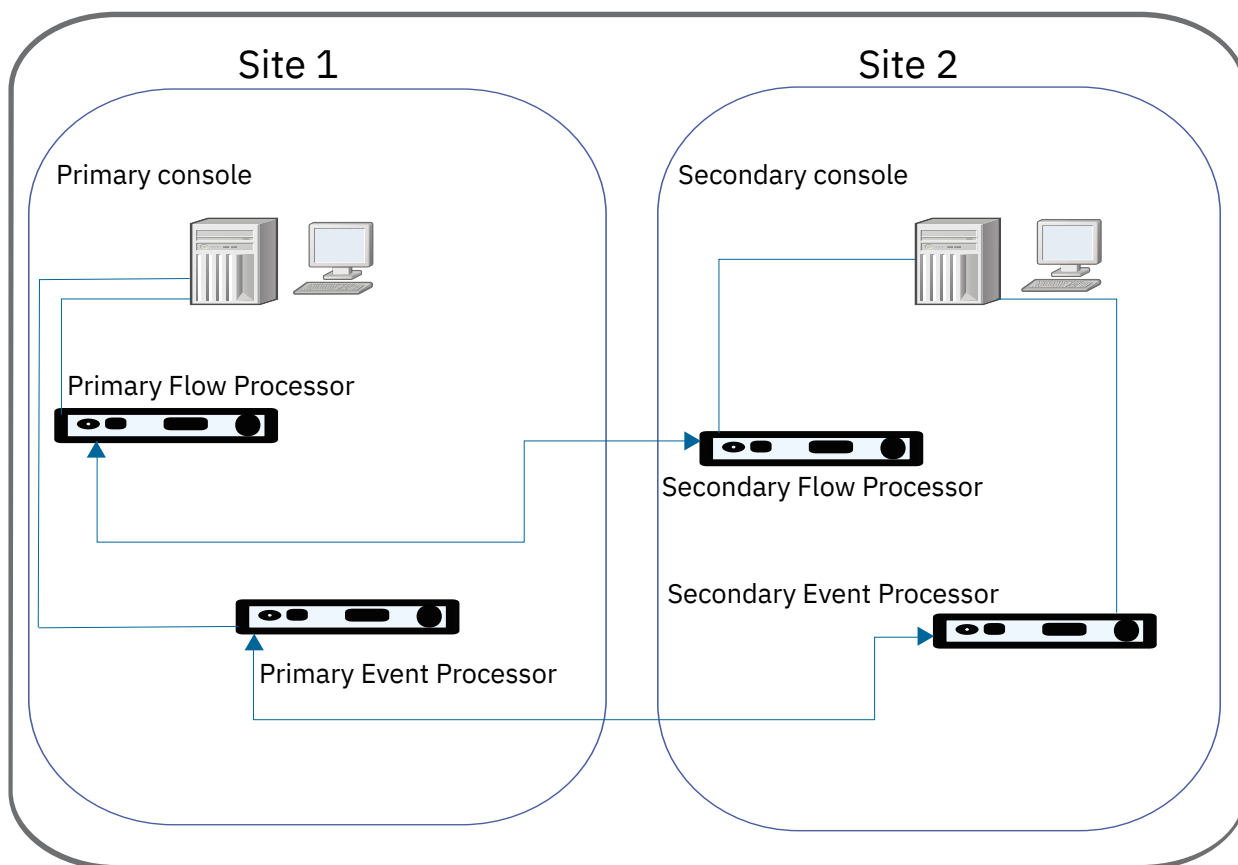 Site 1
Site 2
Primary console
Secondary console
Primary Flow Processor
Secondary Flow Processor
Secondary Event Processor
Primary Event Processor